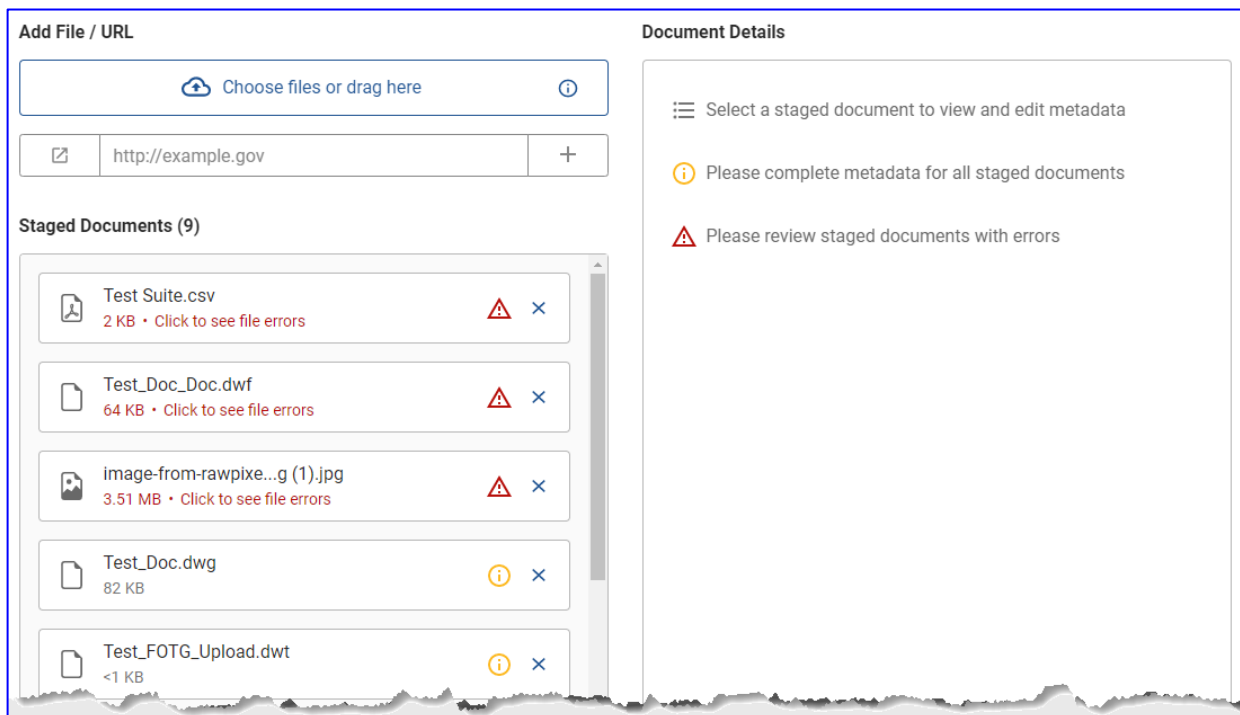 Add File / URL
Choose files or drag here
http://example.gov
Staged Documents (9)
Test Suite.csv
2 KB • Click to see file errors
Test_Doc_Doc.dwf
64 KB • Click to see file errors
image-from-rawpixe...g (1).jpg
3.51 MB • Click to see file errors
Test_Doc.dwg
82 KB
Test_FOTG_Upload.dwt
<1 KB
Document Details
Select a staged document to view and edit metadata
Please complete metadata for all staged documents
Please review staged documents with errors